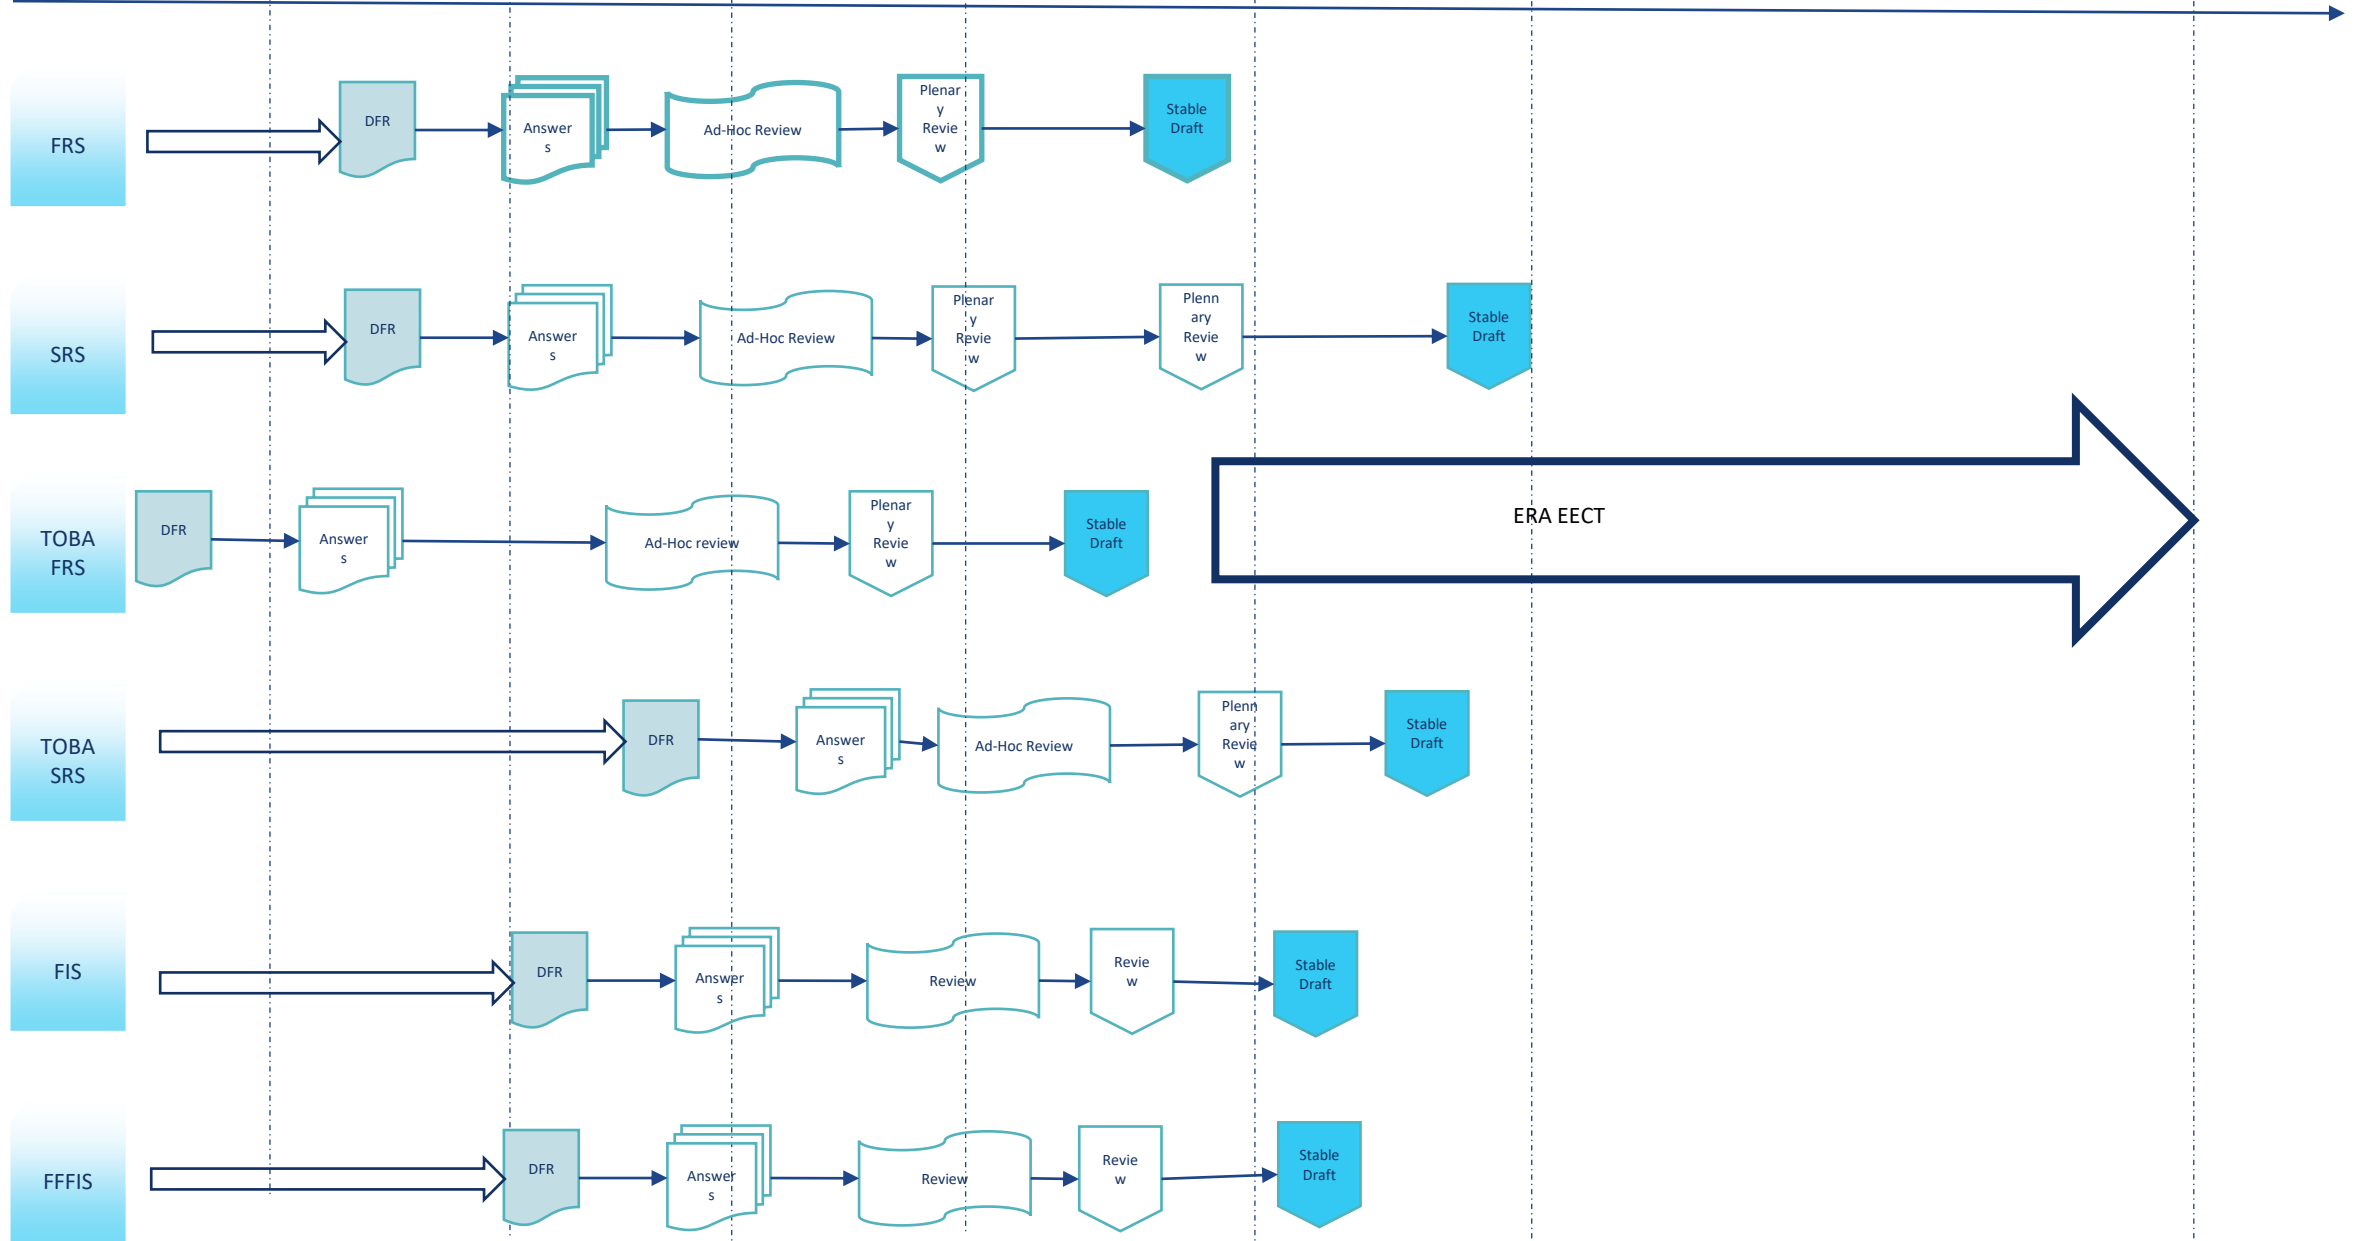 FRS
DFR
Answer
s
Ad-Hoc Review
Plenar
y
Revie
w
Stable
Draft
SRS
DFR
Answer
s
Ad-Hoc Review
Plenar
y
Revie
w
Plenn
ary
Revie
w
Stable
Draft
TOBA
FRS
DFR
Answer
s
Ad-Hoc review
Plenar
y
Revie
w
Stable
Draft
ERA EECT
TOBA
SRS
DFR
Answer
s
Ad-Hoc Review
Plenn
ary
Revie
w
Stable
Draft
FIS
DFR
Answer
s
Review
Revie
w
Stable
Draft
FFFIS
DFR
Answer
s
Review
Revie
w
Stable
Draft